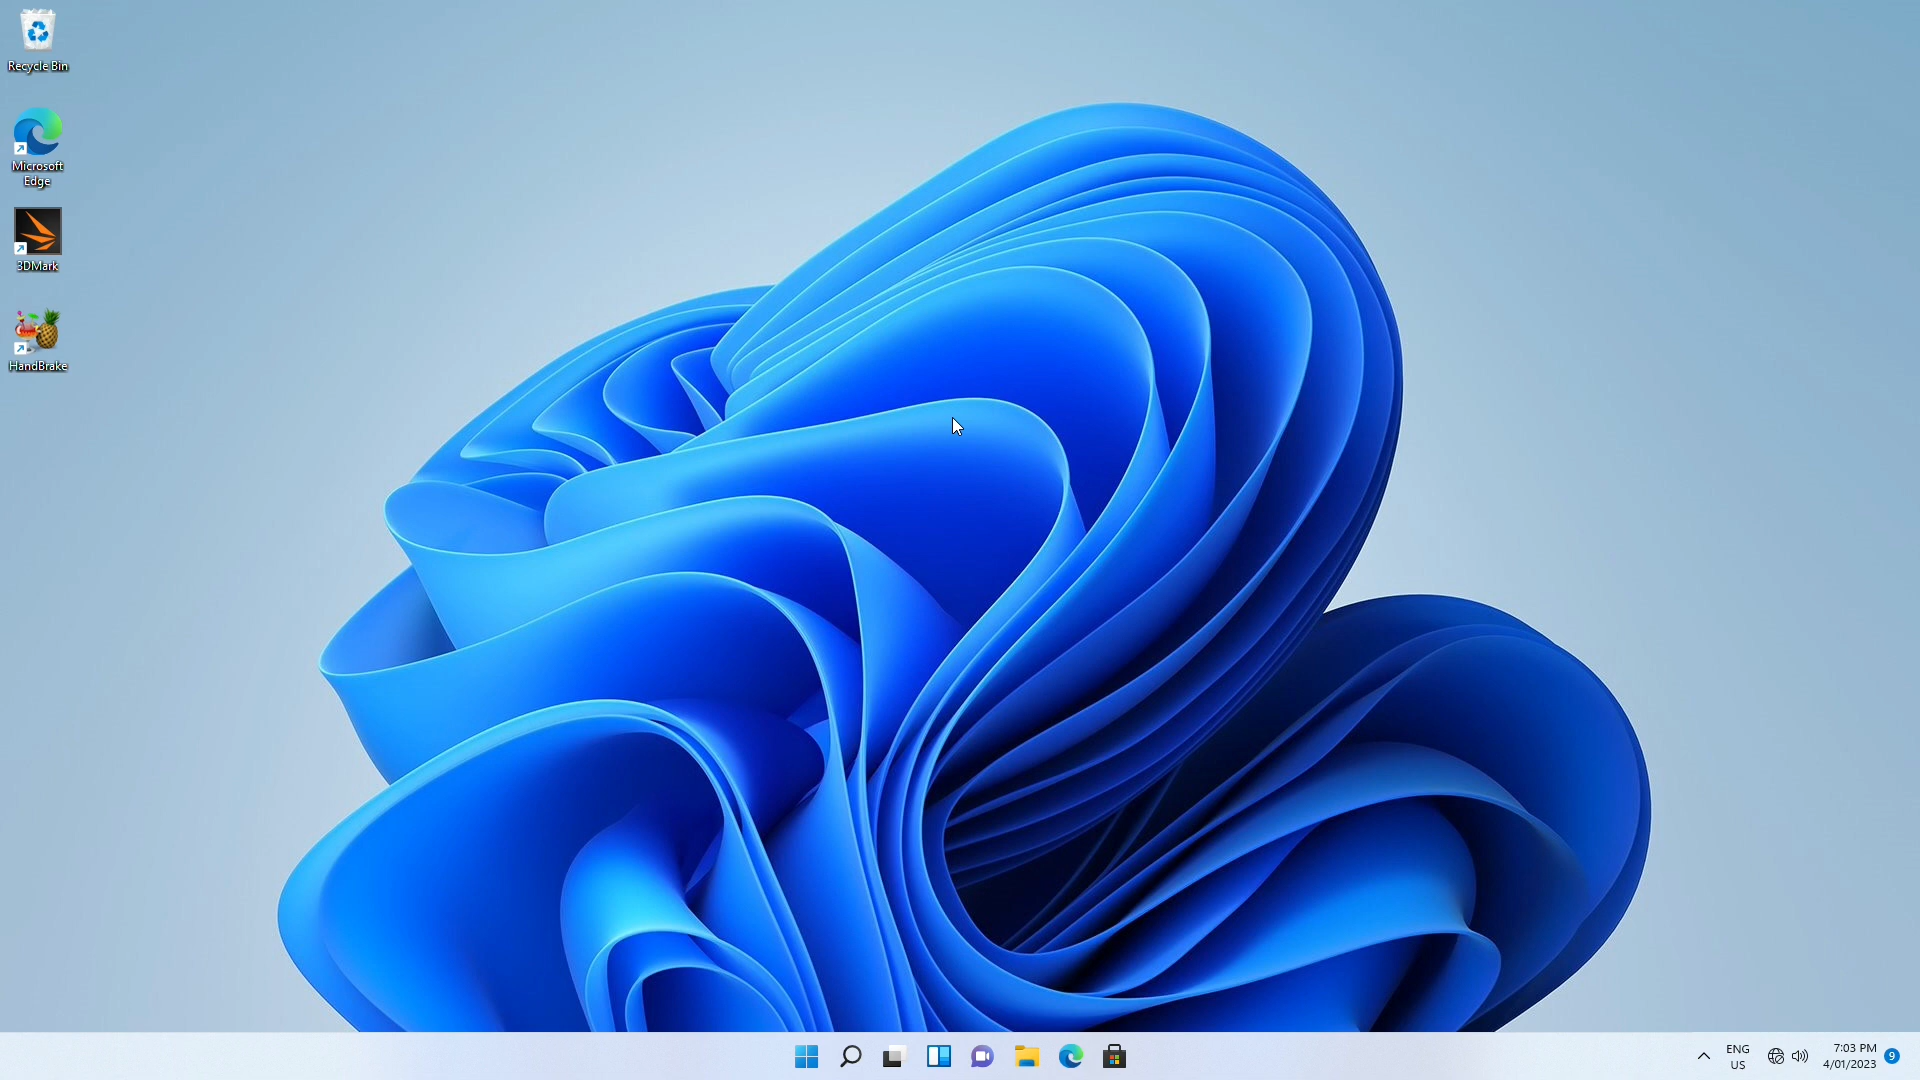 Recycle Bin
Microsoft
Edge
3DMark
HandBrake
ENG
US
7:03 PM
4/01/2023
9